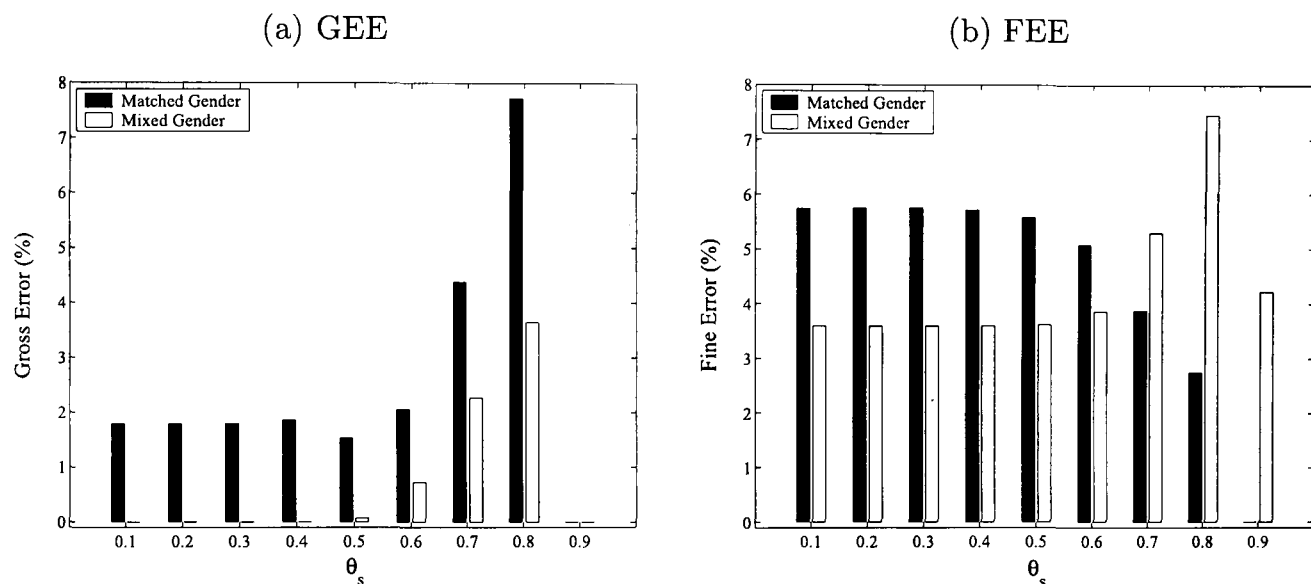 (a) GEE
8
7
6
5
4
3
2
1
0
Gross Error (%)
Matched Gender
Mixed Gender
0.1 0.2 0.3 0.4 0.5 0.6 0.7 0.8 0.9
θs
(b) FEE
8
7
6
5
4
3
2
1
0
Fine Error (%)
Matched Gender
Mixed Gender
0.1 0.2 0.3 0.4 0.5 0.6 0.7 0.8 0.9
θs